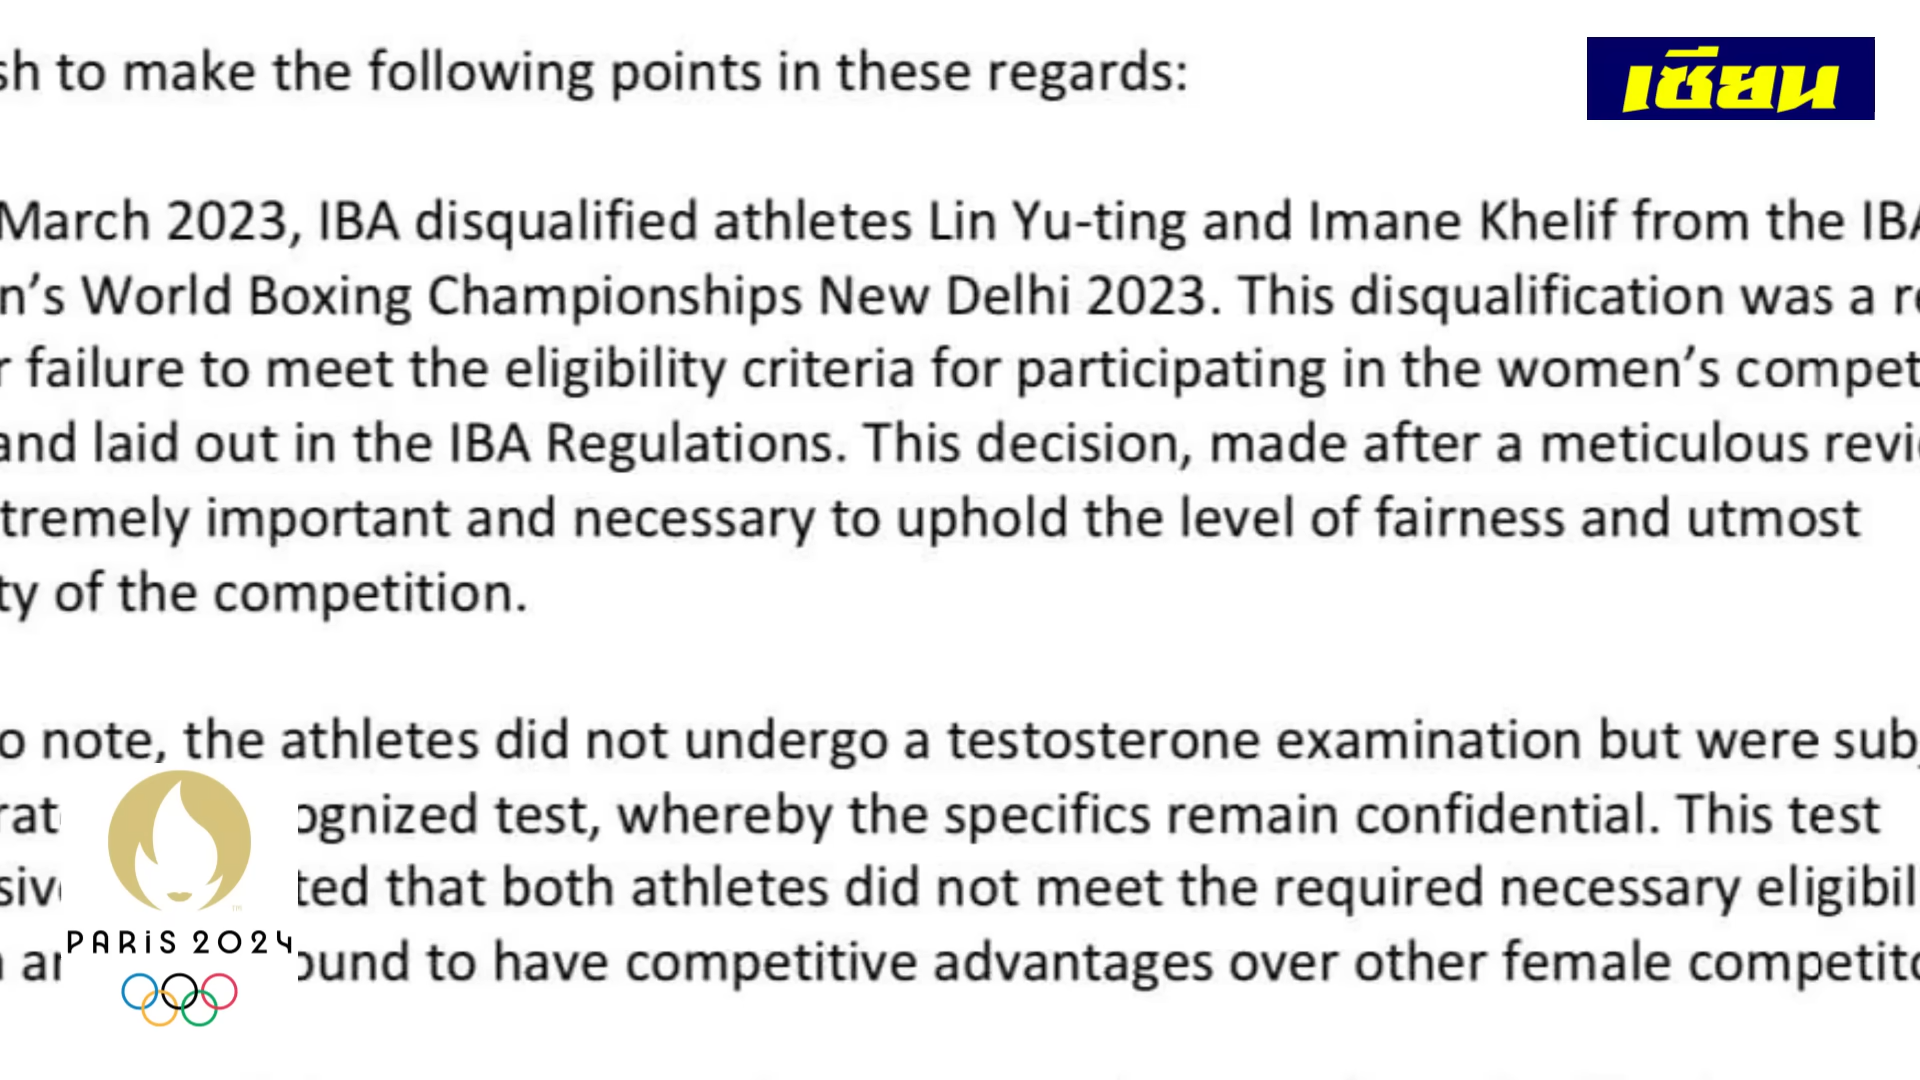 sh to make the following points in these regards:
เซียน
March 2023, IBA disqualified athletes Lin Yu-ting and Imane Khelif from the IBA
n’s World Boxing Championships New Delhi 2023. This disqualification was a re
r failure to meet the eligibility criteria for participating in the women’s compet
and laid out in the IBA Regulations. This decision, made after a meticulous revi
tremely important and necessary to uphold the level of fairness and utmost
ty of the competition.
o note, the athletes did not undergo a testosterone examination but were sub
rat ognized test, whereby the specifics remain confidential. This test
siv ted that both athletes did not meet the required necessary eligibil
ar ound to have competitive advantages over other female competito
PARIS 2024